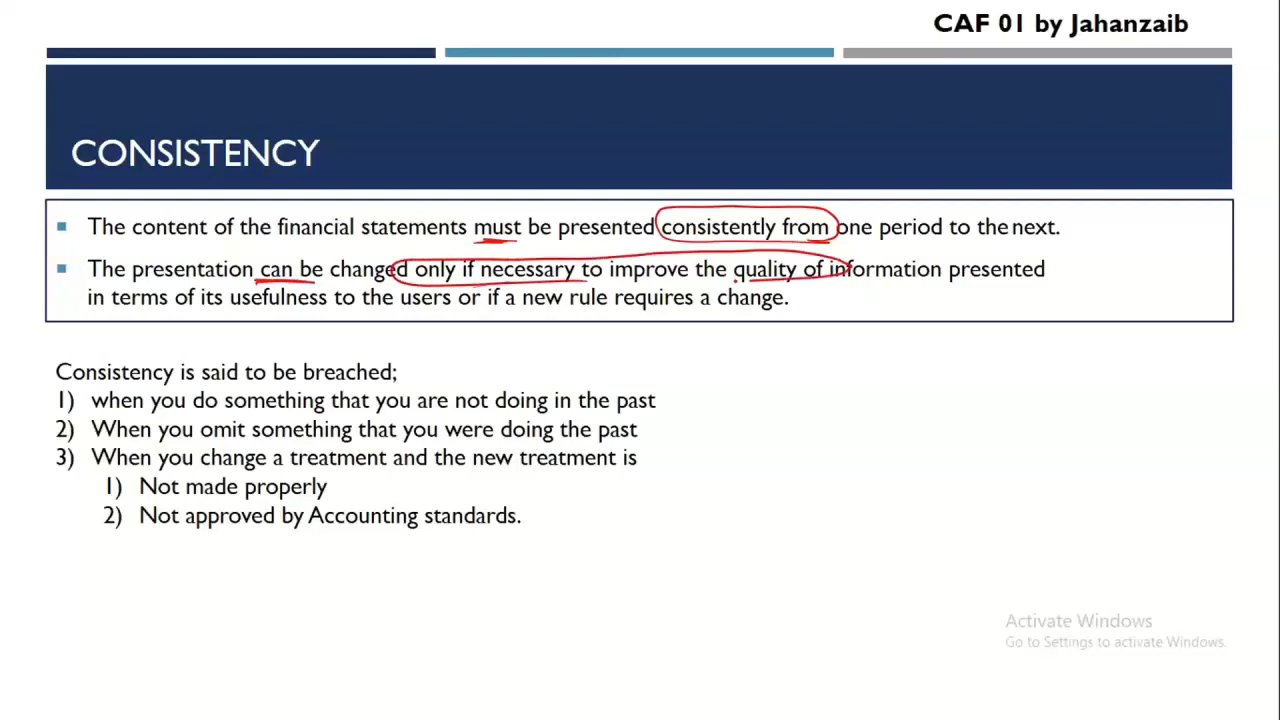 CAF 01 by Jahanzaib
CONSISTENCY
▪ The content of the financial statements must be presented consistently from one period to the next.
▪ The presentation can be changed only if necessary to improve the quality of information presented
in terms of its usefulness to the users or if a new rule requires a change.
Consistency is said to be breached;
1) when you do something that you are not doing in the past
2) When you omit something that you were doing the past
3) When you change a treatment and the new treatment is
1) Not made properly
2) Not approved by Accounting standards.
Activate Windows
Go to Settings to activate Windows.